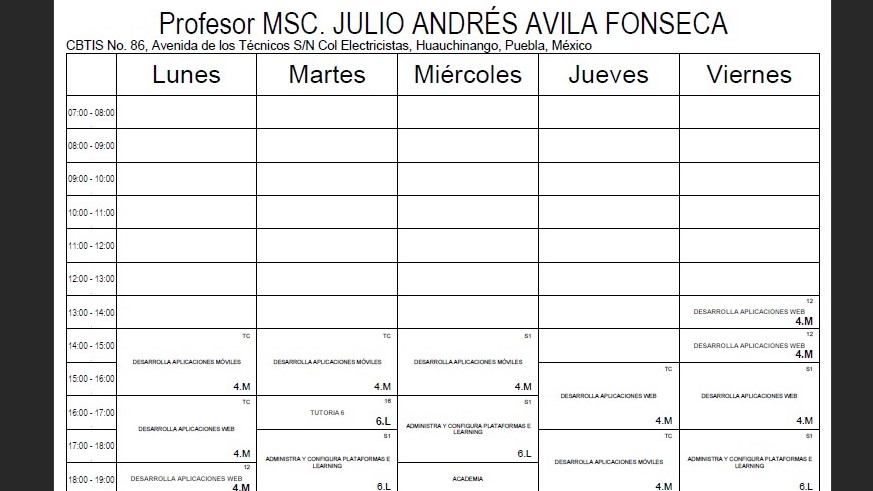 Profesor MSC. JULIO ANDRÉS AVILA FONSECA
CBTIS No. 86, Avenida de los Técnicos S/N Col Electricistas, Huauchinango, Puebla, México
Lunes Martes Miércoles Jueves Viernes
07:00 - 08:00
08:00 - 09:00
09:00 - 10:00
10:00 - 11:00
11:00 - 12:00
12:00 - 13:00
13:00 - 14:00
12
DESARROLLA APLICACIONES WEB
4.M
14:00 - 15:00
TC
DESARROLLA APLICACIONES MÓVILES
4.M
TC
DESARROLLA APLICACIONES MÓVILES
4.M
S1
DESARROLLA APLICACIONES MÓVILES
4.M
12
DESARROLLA APLICACIONES WEB
4.M
15:00 - 16:00
TC
DESARROLLA APLICACIONES WEB
4.M
S1
DESARROLLA APLICACIONES WEB
4.M
16:00 - 17:00
TC
DESARROLLA APLICACIONES WEB
4.M
16
TUTORIA 6
6.L
S1
ADMINISTRA Y CONFIGURA PLATAFORMAS E
LEARNING
6.L
17:00 - 18:00
S1
ADMINISTRA Y CONFIGURA PLATAFORMAS E
LEARNING
6.L
TC
DESARROLLA APLICACIONES MÓVILES
4.M
S1
ADMINISTRA Y CONFIGURA PLATAFORMAS E
LEARNING
6.L
18:00 - 19:00
12
DESARROLLA APLICACIONES WEB
4.M
ACADEMIA